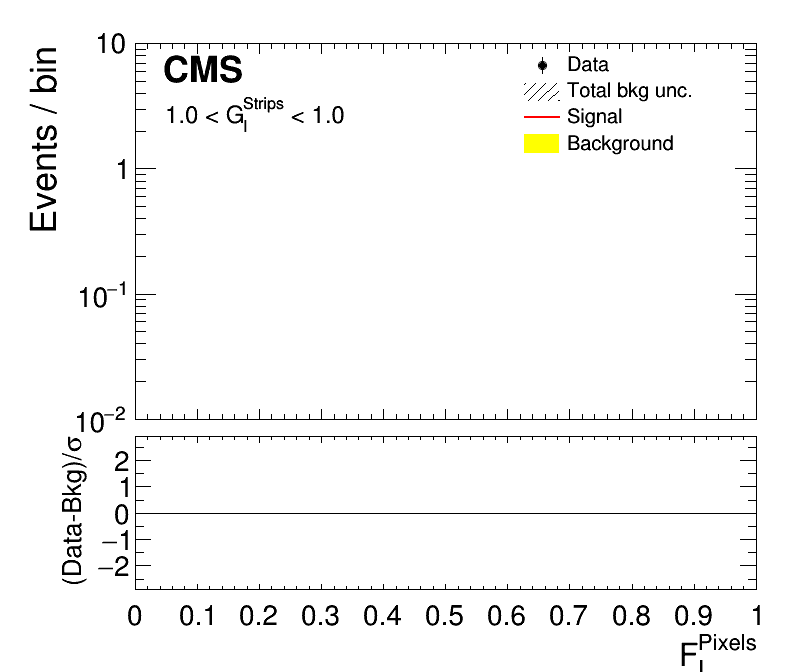 CMS
1.0 < G_I^Strips < 1.0
Data
Total bkg unc.
Signal
Background
Events / bin
10
1
10^−1
10^−2
(Data-Bkg)/σ
2
1
0
−1
−2
0 0.1 0.2 0.3 0.4 0.5 0.6 0.7 0.8 0.9 1
F_I^Pixels